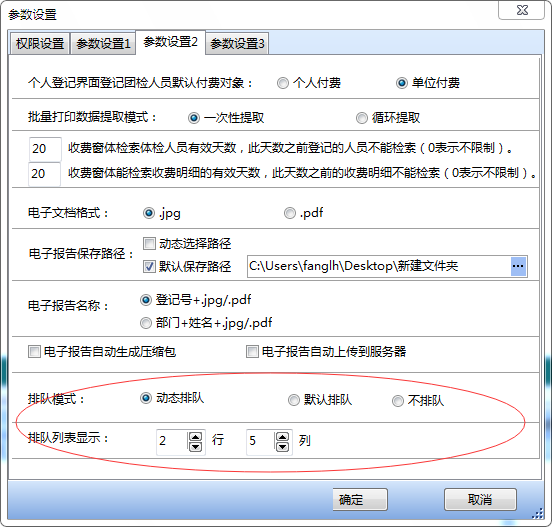 参数设置
权限设置 参数设置1 参数设置2 参数设置3
个人登记界面登记团检人员默认付费对象： 个人付费 单位付费
批量打印数据提取模式： 一次性提取 循环提取
20 收费窗体检索体检人员有效天数，此天数之前登记的人员不能检索（0表示不限制）。
20 收费窗体能检索收费明细的有效天数，此天数之前的收费明细不能检索（0表示不限制）。
电子文档格式： .jpg .pdf
电子报告保存路径： 动态选择路径
默认保存路径 C:\Users\fanglh\Desktop\新建文件夹 ...
电子报告名称： 登记号+.jpg/.pdf
部门+姓名+.jpg/.pdf
电子报告自动生成压缩包 电子报告自动上传到服务器
排队模式： 动态排队 默认排队 不排队
排队列表显示： 2 行 5 列
确定 取消